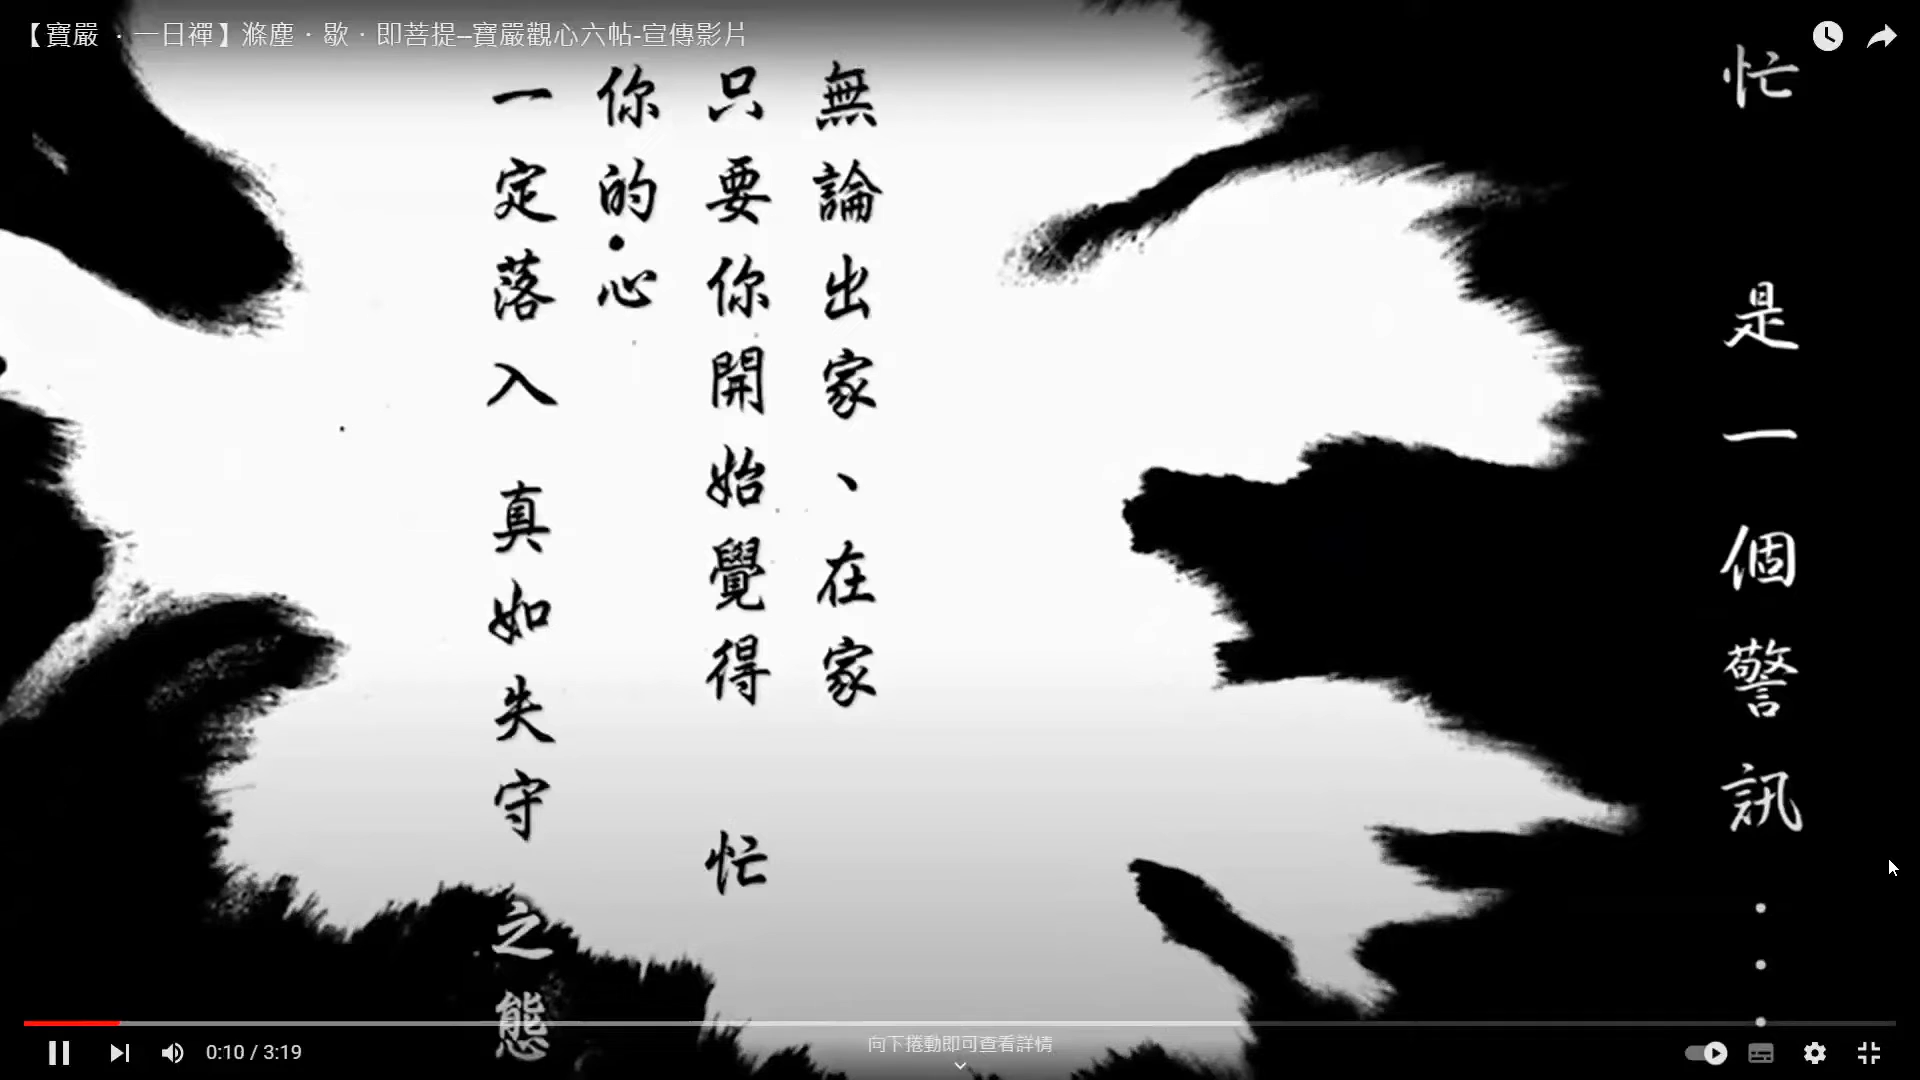 【寶嚴 ‧ 一日禪】滌塵‧歇‧即菩提—寶嚴觀心六帖-宣傳影片
忙 是一個警訊‧‧‧
無論出家、在家
只要你開始覺得 忙
你的‧心
一定落入 真如失守 之態
向下捲動即可查看詳情
0:10 / 3:19